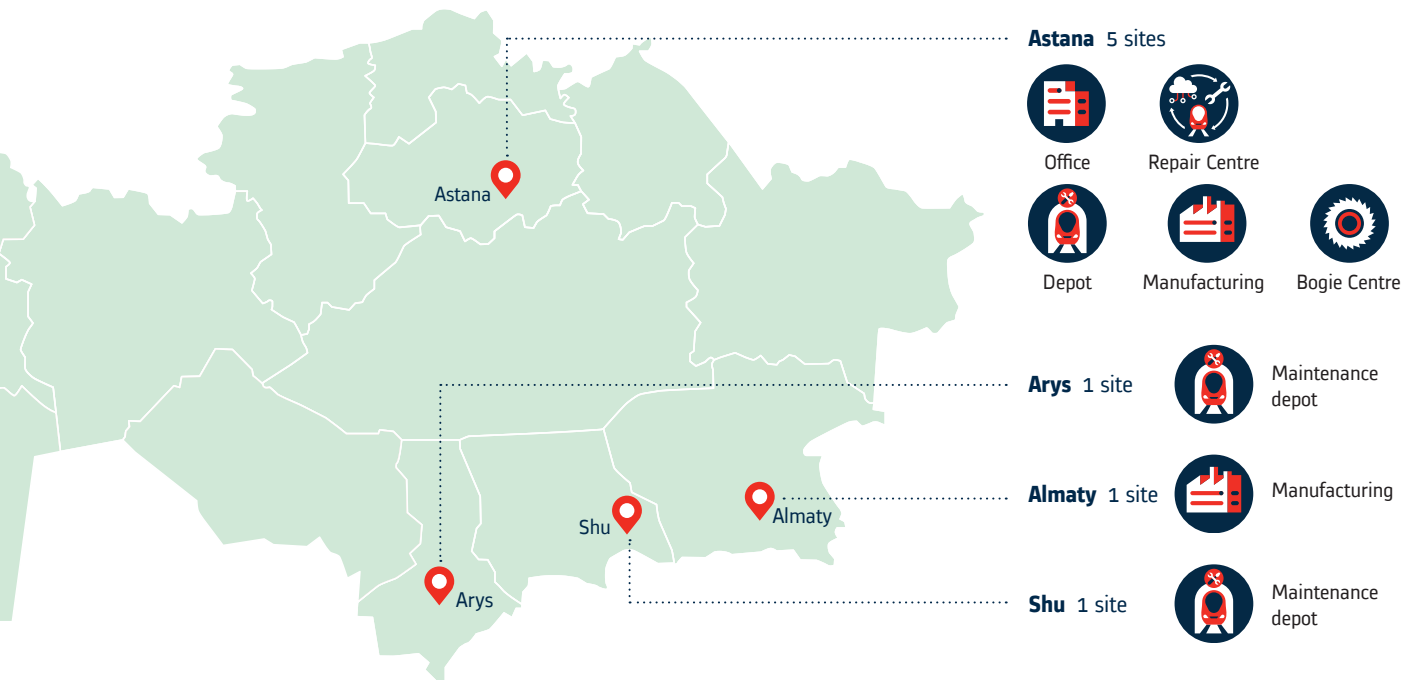 Astana 5 sites
Office
Repair Centre
Astana
Depot
Manufacturing
Bogie Centre
Arys 1 site
Maintenance
depot
Almaty 1 site
Manufacturing
Almaty
Shu
Arys
Shu 1 site
Maintenance
depot